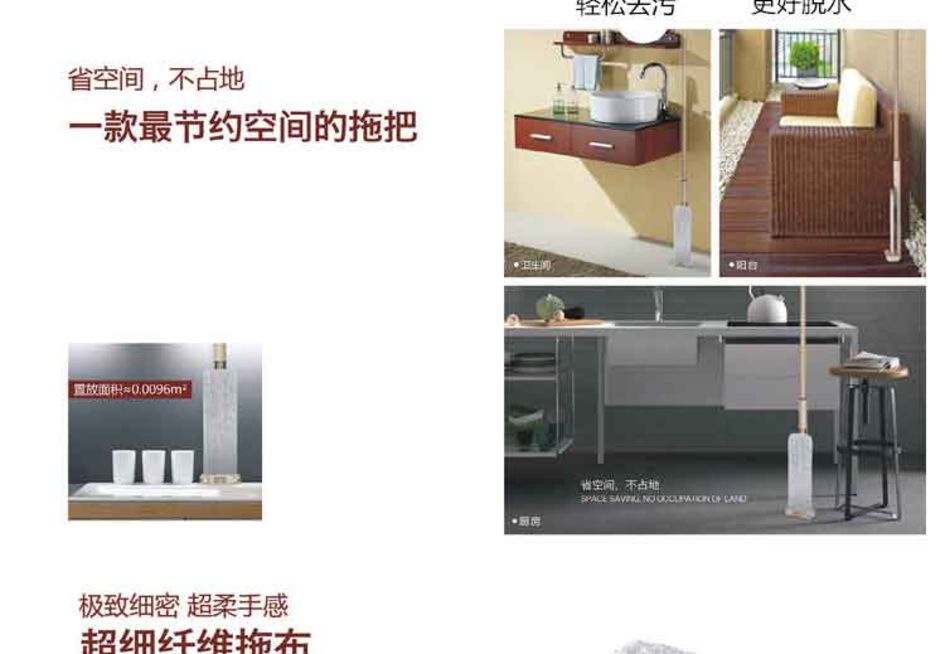 轻松去污
更好脱水
省空间，不占地
一款最节约空间的拖把
•卫生间
•阳台
置放面积≈0.0096m²
省空间、不占地
SPACE SAVING, NO OCCUPATION OF LAND
•厨房
极致细密 超柔手感
超细纤维拖布